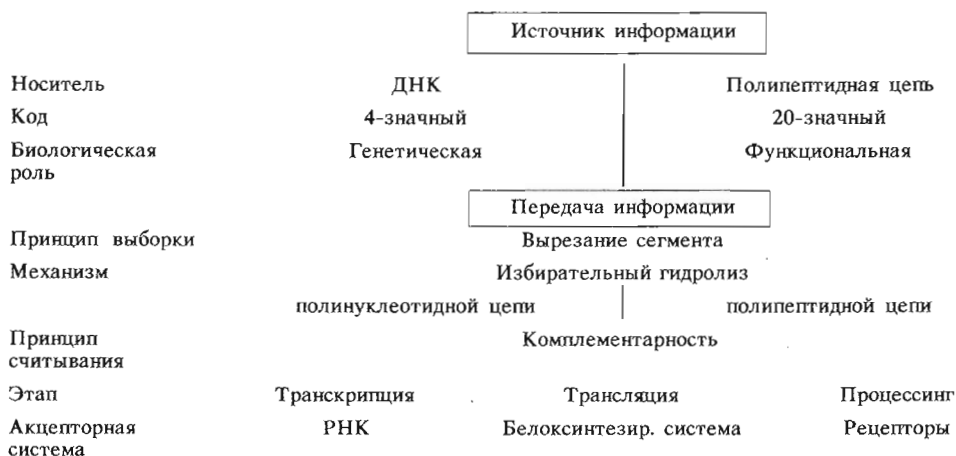 Источник информации
Носитель ДНК Полипептидная цепь
Код 4-значный 20-значный
Биологическая Генетическая Функциональная
роль
Передача информации
Принцип выборки Вырезание сегмента
Механизм Избирательный гидролиз
полинуклеотидной цепи полипептидной цепи
Принцип Комплементарность
считывания
Этап Транскрипция Трансляция Процессинг
Акцепторная РНК Белоксинтезир. система Рецепторы
система